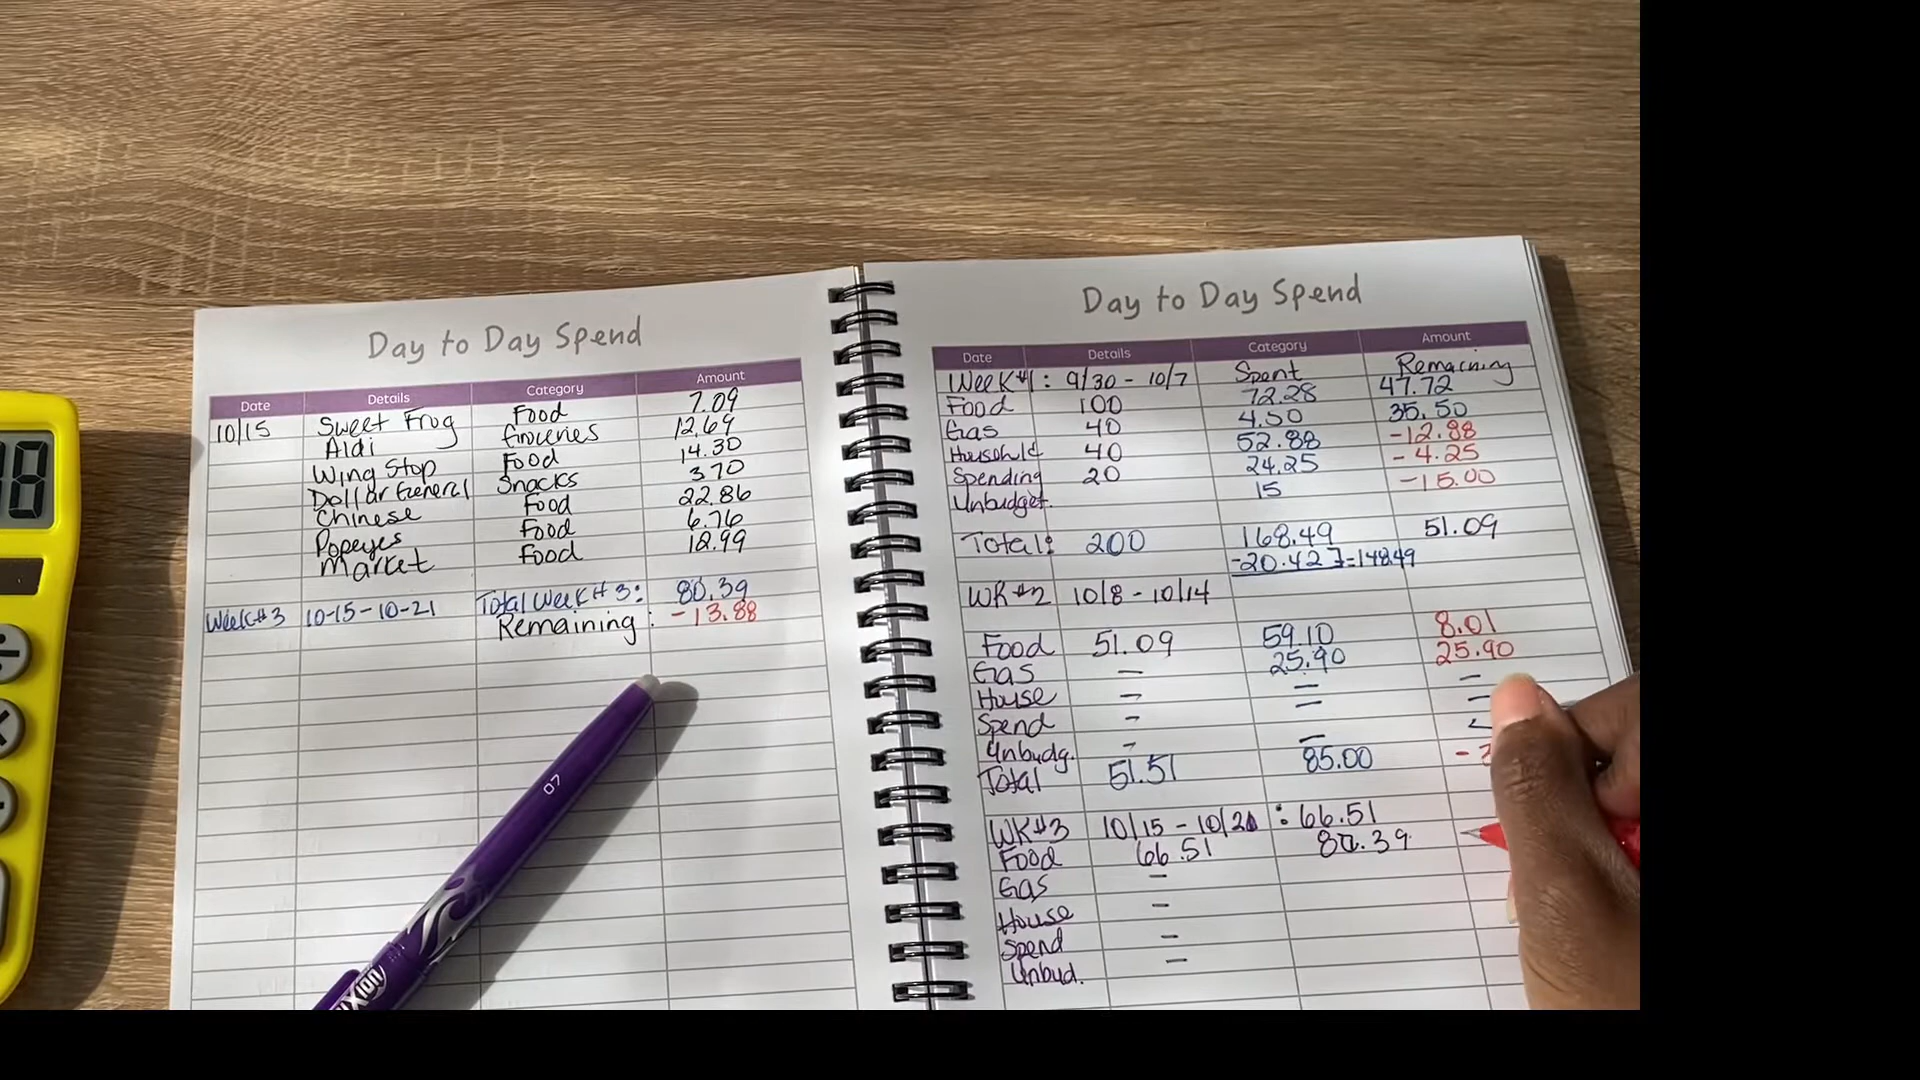 Day to Day Spend
Date Details Category Amount
10/15 Sweet Frog Food 7.09
Aldi Groceries 12.69
Wing Stop Food 14.30
Dollar General Snacks 3.70
Chinese Food 22.86
Popeyes Food 6.76
Market Food 12.99
Week#3 10-15-10-21 Total Week#3: 80.39
Remaining: -13.88
07
Day to Day Spend
Date Details Category Amount
Week#1: 9/30 - 10/7 Spent Remaining
Food 100 72.28 47.72
Gas 40 4.50 35.50
Household 40 52.88 -12.88
Spending 20 24.25 -4.25
Unbudget. 15 -15.00
Total: 200 168.49 51.09
-20.42 = 148.49
WK#2 10/8 - 10/14
Food 51.09 59.10 8.01
Gas - 25.90 25.90
House - - -
Spend - -
Unbudg. - -
Total 51.51 85.00
WK#3 10/15 - 10/21 : 66.51
Food 66.51 80.39
Gas -
House -
Spend -
Unbud. -